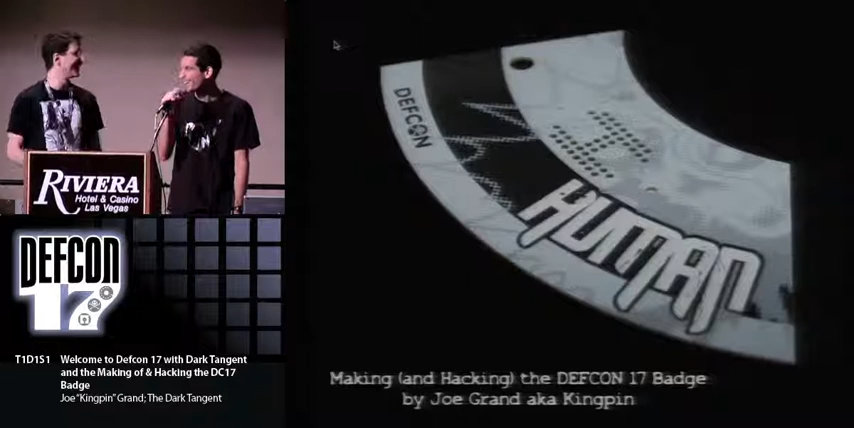 RIVIERA
Hotel & Casino
Las Vegas
DEFCON
17
T1D1S1 Welcome to Defcon 17 with Dark Tangent
and the Making of & Hacking the DC17
Badge
Joe "Kingpin" Grand; The Dark Tangent
DEFCON
HUMAN
Making (and Hacking) the DEFCON 17 Badge
by Joe Grand aka Kingpin